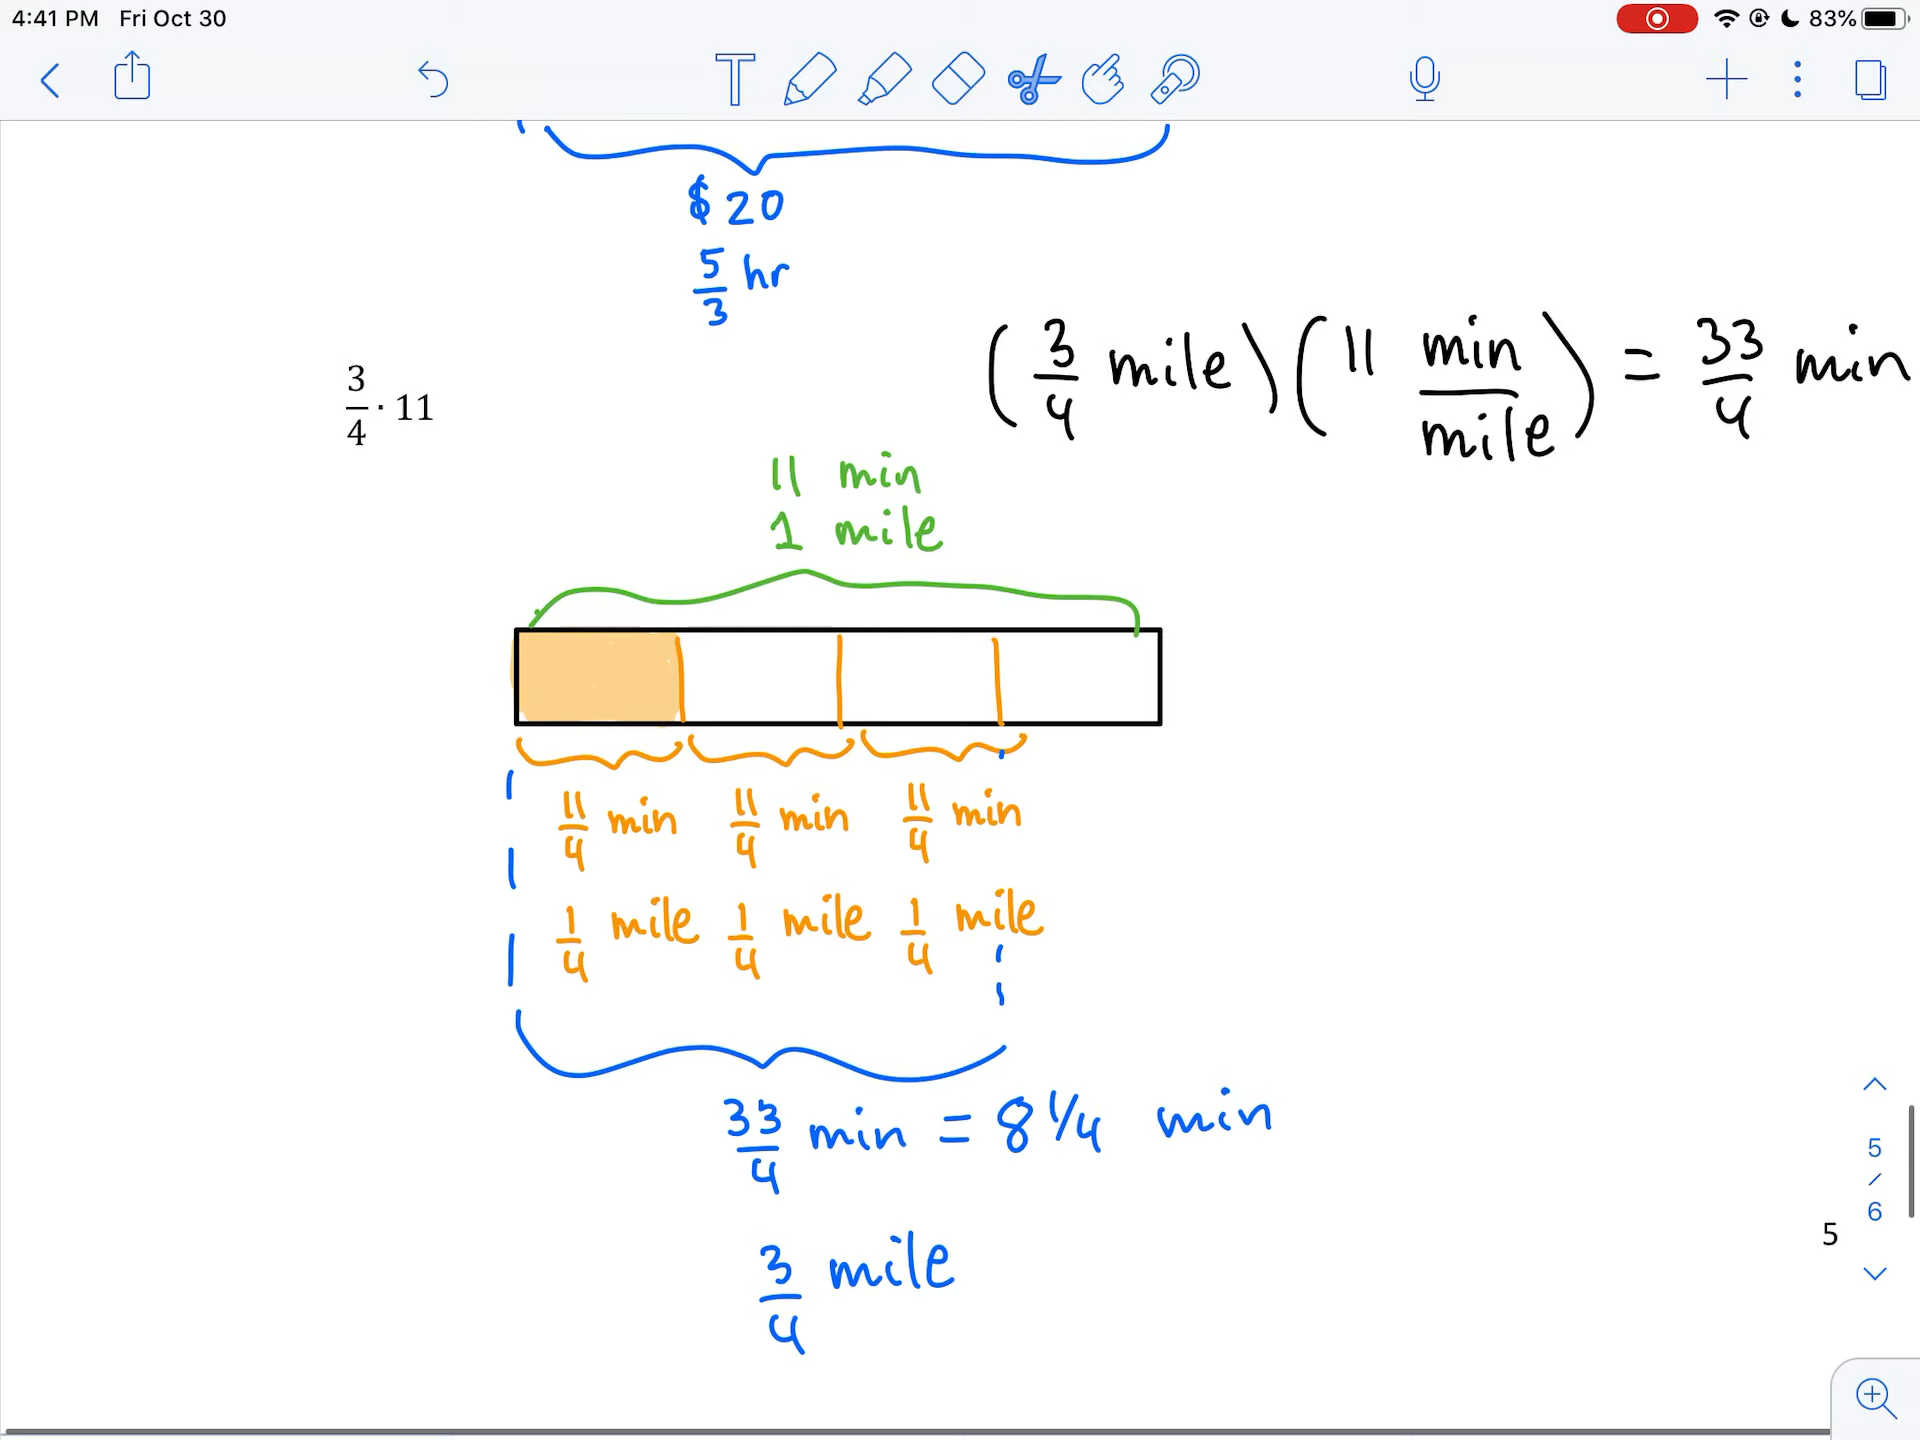 4:41 PM Fri Oct 30 83%
$ 20
5/3 hr
3/4 · 11
(3/4 mile)(11 min/mile) = 33/4 min
11 min
1 mile
11/4 min 11/4 min 11/4 min
1/4 mile 1/4 mile 1/4 mile
33/4 min = 8 1/4 min
3/4 mile
5
/
6
5